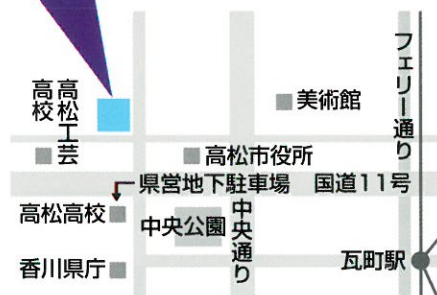 フェリー通り
美術館
高松工芸
高校
高松市役所
県営地下駐車場
国道11号
高松高校
中央公園
中央通り
香川県庁
瓦町駅